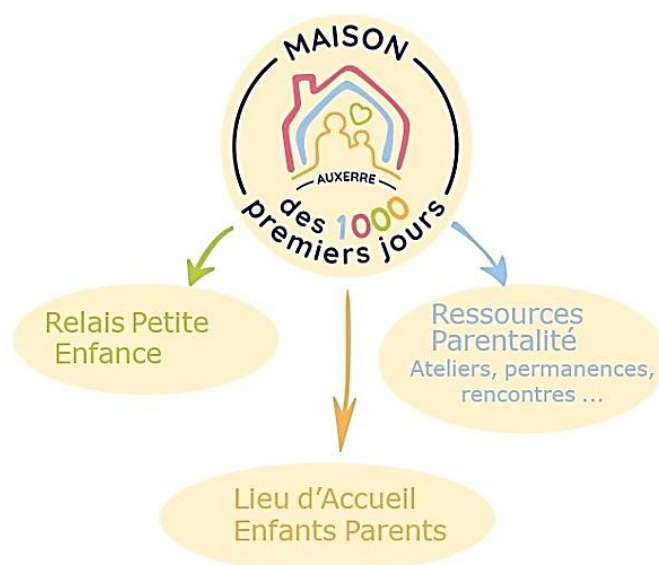 MAISON
AUXERRE
des 1000
premiers jours
Relais Petite
Enfance
Ressources
Parentalité
Ateliers, permanences,
rencontres ...
Lieu d'Accueil
Enfants Parents